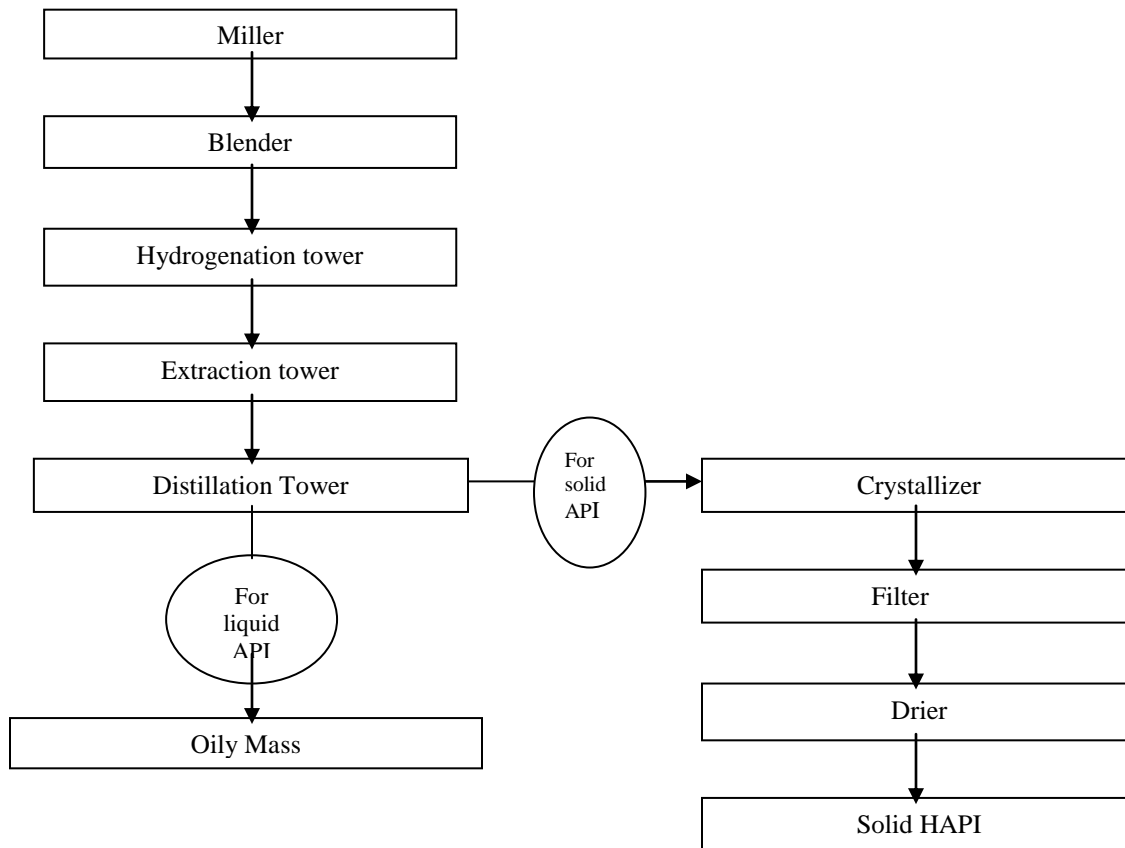 Miller
Blender
Hydrogenation tower
Extraction tower
Distillation Tower
For
solid
API
Crystallizer
For
liquid
API
Filter
Drier
Oily Mass
Solid HAPI